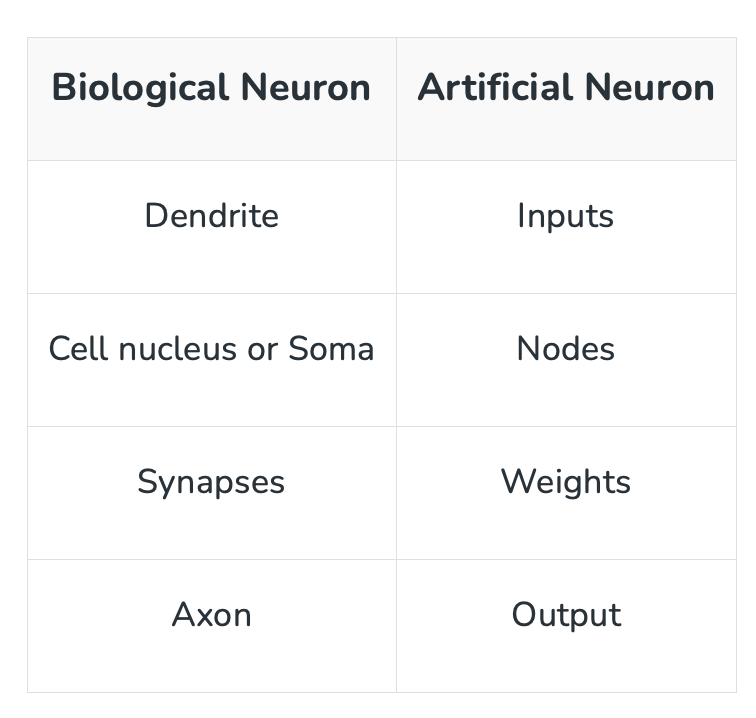 Biological Neuron Artificial Neuron
Dendrite Inputs
Cell nucleus or Soma Nodes
Synapses Weights
Axon Output